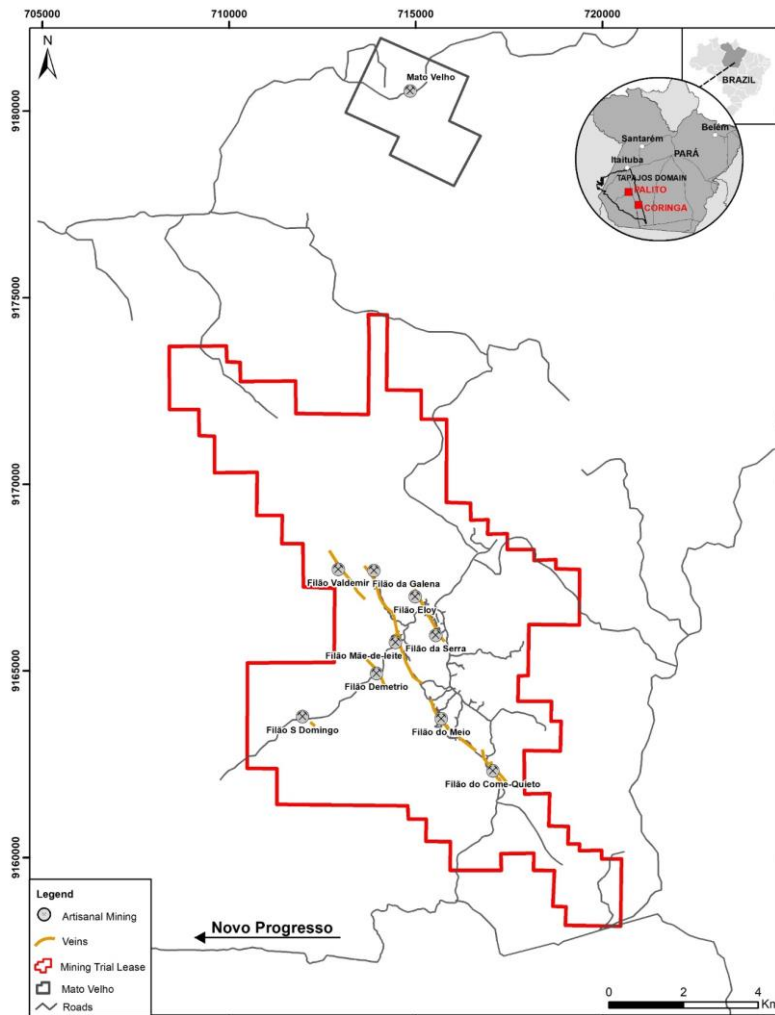 705000
710000
715000
720000
N
Mato Velho
BRAZIL
Santarém
Belém
Itaituba
PARÁ
TAPAJOS DOMAIN
PALITO
CORINGA
9180000
9175000
9170000
9165000
9160000
Filão Valdemir
Filão da Galena
Filão Eloy
Filão da Serra
Filão Mãe-de-leite
Filão Demetrio
Filão S Domingo
Filão do Meio
Filão do Come-Quieto
Novo Progresso
Legend
Artisanal Mining
Veins
Mining Trial Lease
Mato Velho
Roads
0 2 4
Km